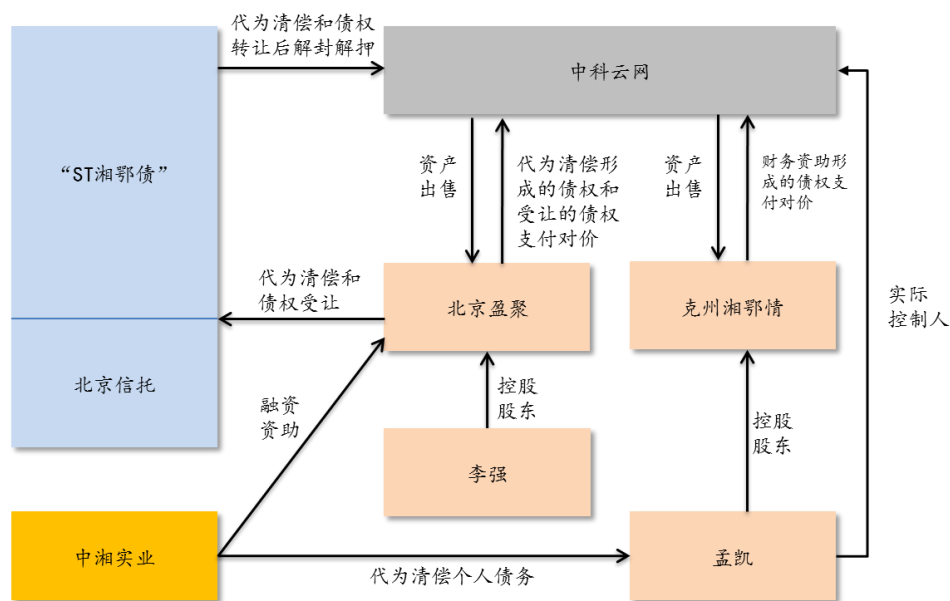 代为清偿和债权
转让后解封解押
中科云网
“ST湘鄂债”
资产
出售
代为清偿形
成的债权和
受让的债权
支付对价
资产
出售
财务资助形
成的债权支
付对价
代为清偿和
债权受让
北京盈聚
克州湘鄂情
实际
控制人
北京信托
融资
资助
控股
股东
控股
股东
李强
中湘实业
孟凯
代为清偿个人债务